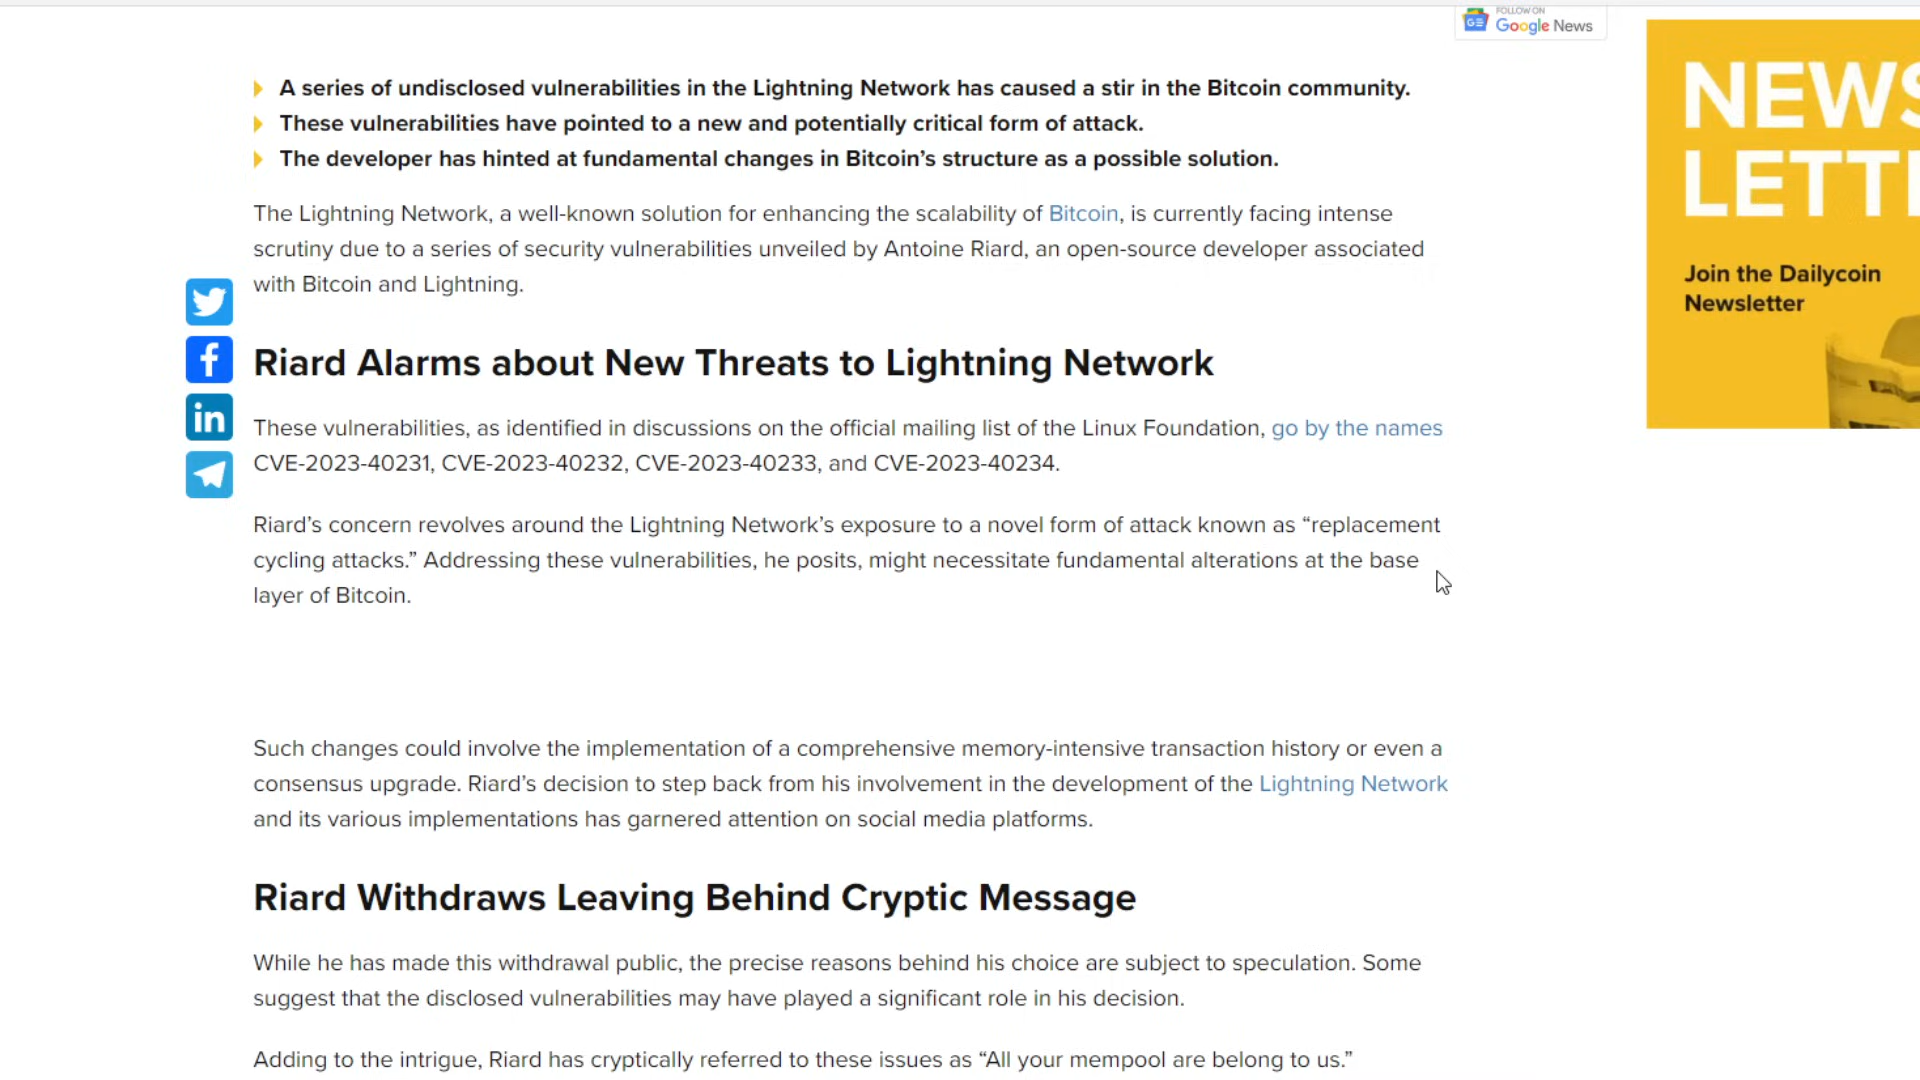 FOLLOW ON
Google News
A series of undisclosed vulnerabilities in the Lightning Network has caused a stir in the Bitcoin community.
These vulnerabilities have pointed to a new and potentially critical form of attack.
The developer has hinted at fundamental changes in Bitcoin’s structure as a possible solution.
The Lightning Network, a well-known solution for enhancing the scalability of Bitcoin, is currently facing intense
scrutiny due to a series of security vulnerabilities unveiled by Antoine Riard, an open-source developer associated
with Bitcoin and Lightning.
Riard Alarms about New Threats to Lightning Network
These vulnerabilities, as identified in discussions on the official mailing list of the Linux Foundation, go by the names
CVE-2023-40231, CVE-2023-40232, CVE-2023-40233, and CVE-2023-40234.
Riard’s concern revolves around the Lightning Network’s exposure to a novel form of attack known as “replacement
cycling attacks.” Addressing these vulnerabilities, he posits, might necessitate fundamental alterations at the base
layer of Bitcoin.
Such changes could involve the implementation of a comprehensive memory-intensive transaction history or even a
consensus upgrade. Riard’s decision to step back from his involvement in the development of the Lightning Network
and its various implementations has garnered attention on social media platforms.
Riard Withdraws Leaving Behind Cryptic Message
While he has made this withdrawal public, the precise reasons behind his choice are subject to speculation. Some
suggest that the disclosed vulnerabilities may have played a significant role in his decision.
Adding to the intrigue, Riard has cryptically referred to these issues as “All your mempool are belong to us.”
NEWS
LETT
Join the Dailycoin
Newsletter
f
in